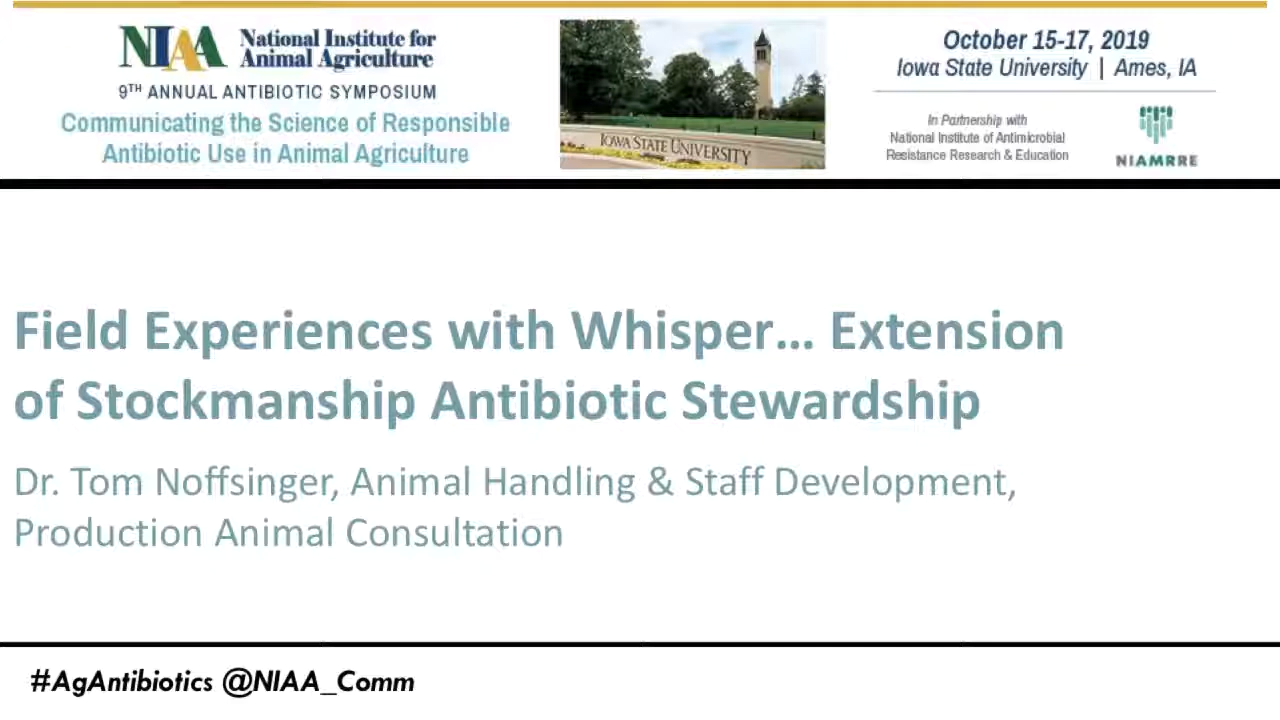 NIAA National Institute for
Animal Agriculture
9TH ANNUAL ANTIBIOTIC SYMPOSIUM
Communicating the Science of Responsible
Antibiotic Use in Animal Agriculture
IOWA STATE UNIVERSITY
October 15-17, 2019
Iowa State University | Ames, IA
In Partnership with
National Institute of Antimicrobial
Resistance Research & Education
NIAMRRE
Field Experiences with Whisper... Extension
of Stockmanship Antibiotic Stewardship
Dr. Tom Noffsinger, Animal Handling & Staff Development,
Production Animal Consultation
#AgAntibiotics @NIAA_Comm